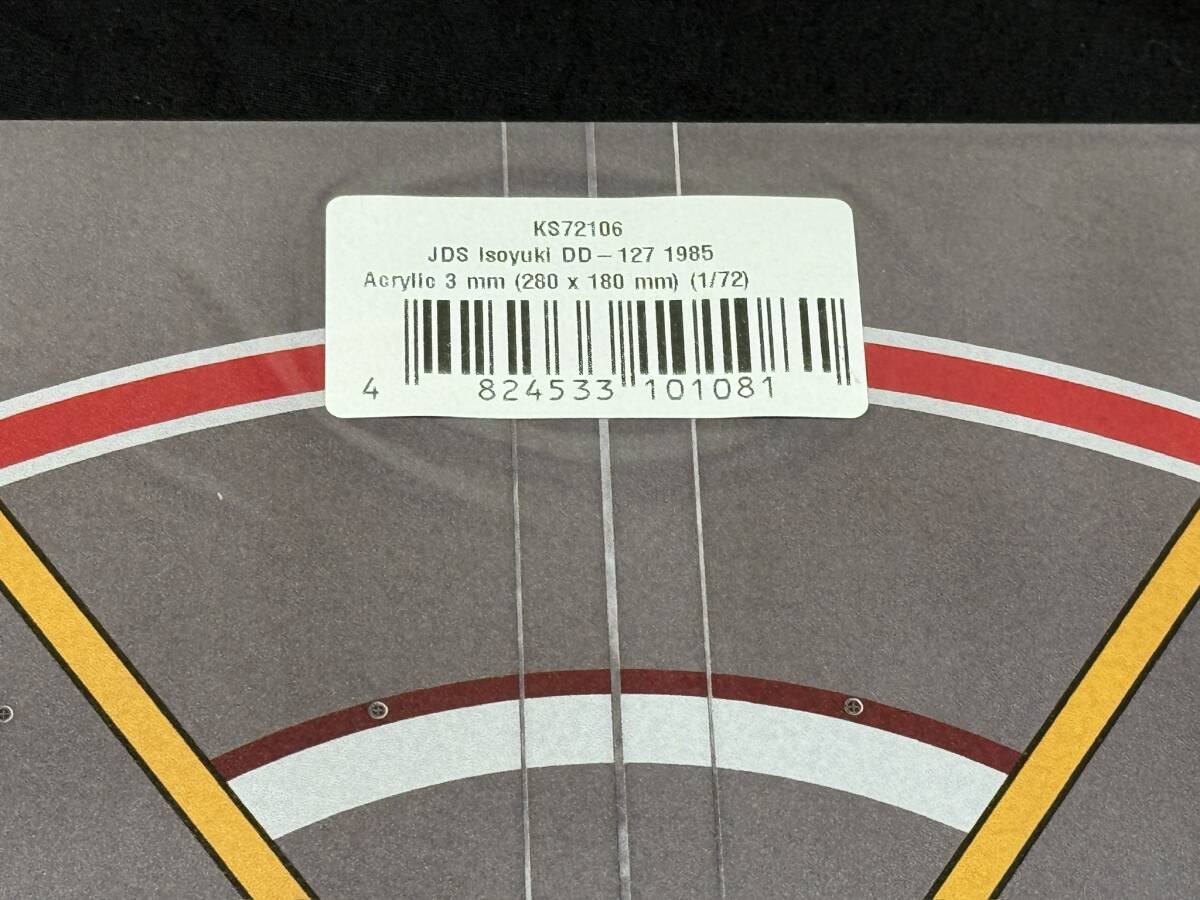 KS72106
JDS Isoyuki DD-127 1985
Acrylic 3 mm (280 x 180 mm) (1/72)
4 824533 101081